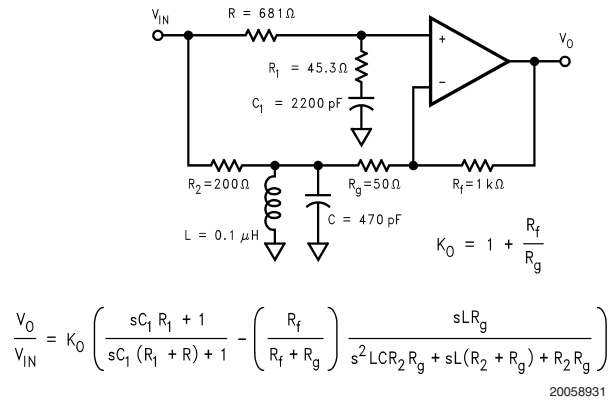 V_IN
R = 681Ω
V_O
+
R_1 = 45.3Ω
−
C_1 = 2200 pF
R_2=200Ω
R_g=50Ω
R_f=1 kΩ
C = 470 pF
L = 0.1 μH
K_O = 1 + R_f / R_g
V_O / V_IN = K_O ( (sC_1 R_1 + 1) / (sC_1 (R_1 + R) + 1) − ( R_f / (R_f + R_g) ) sLR_g / (s^2 LCR_2 R_g + sL(R_2 + R_g) + R_2 R_g) )
20058931